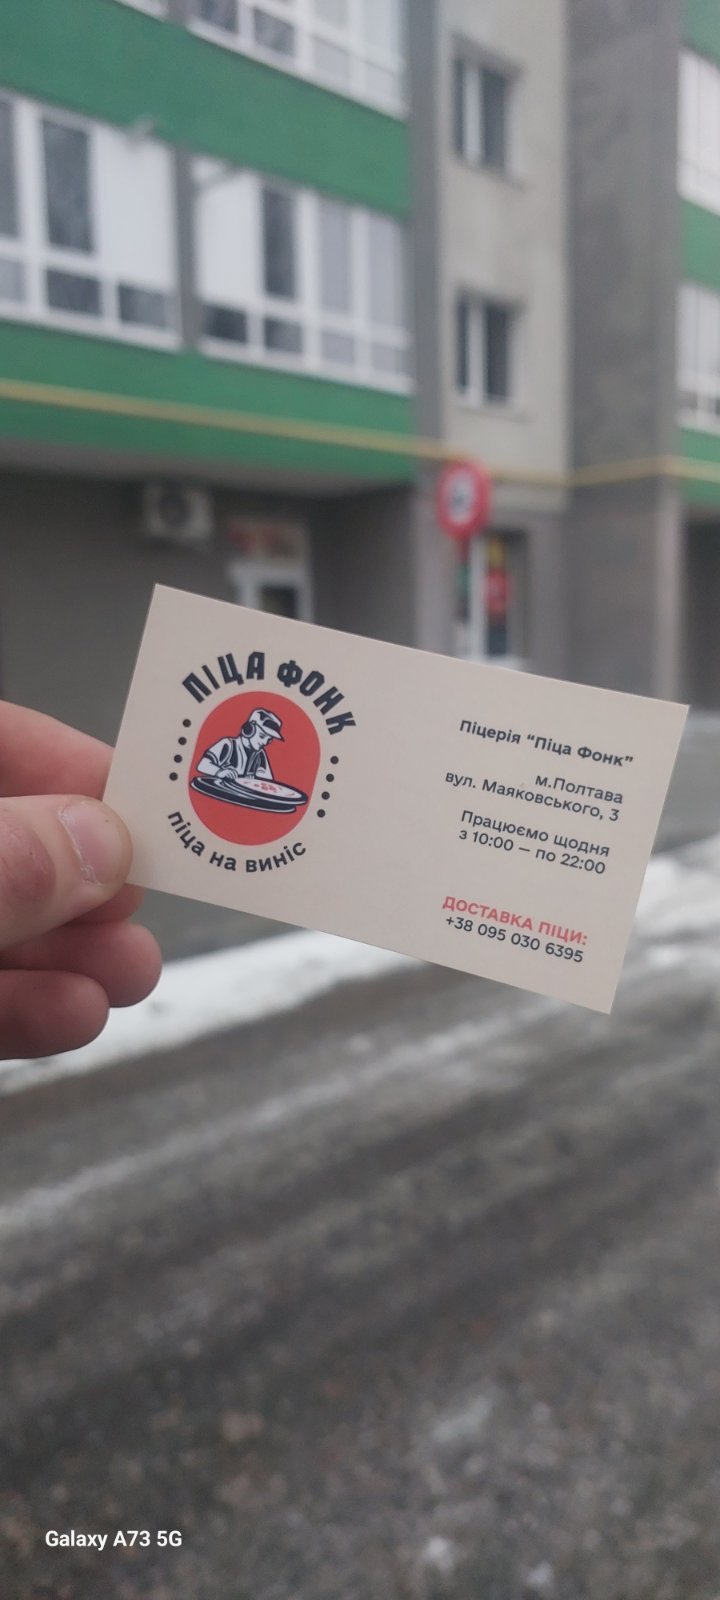 ПІЦА ФОНК
піца на виніс
Піцерія “Піца Фонк”
м.Полтава
вул. Маяковського, 3
Працюємо щодня
з 10:00 – по 22:00
ДОСТАВКА ПІЦИ:
+38 095 030 6395
Galaxy A73 5G